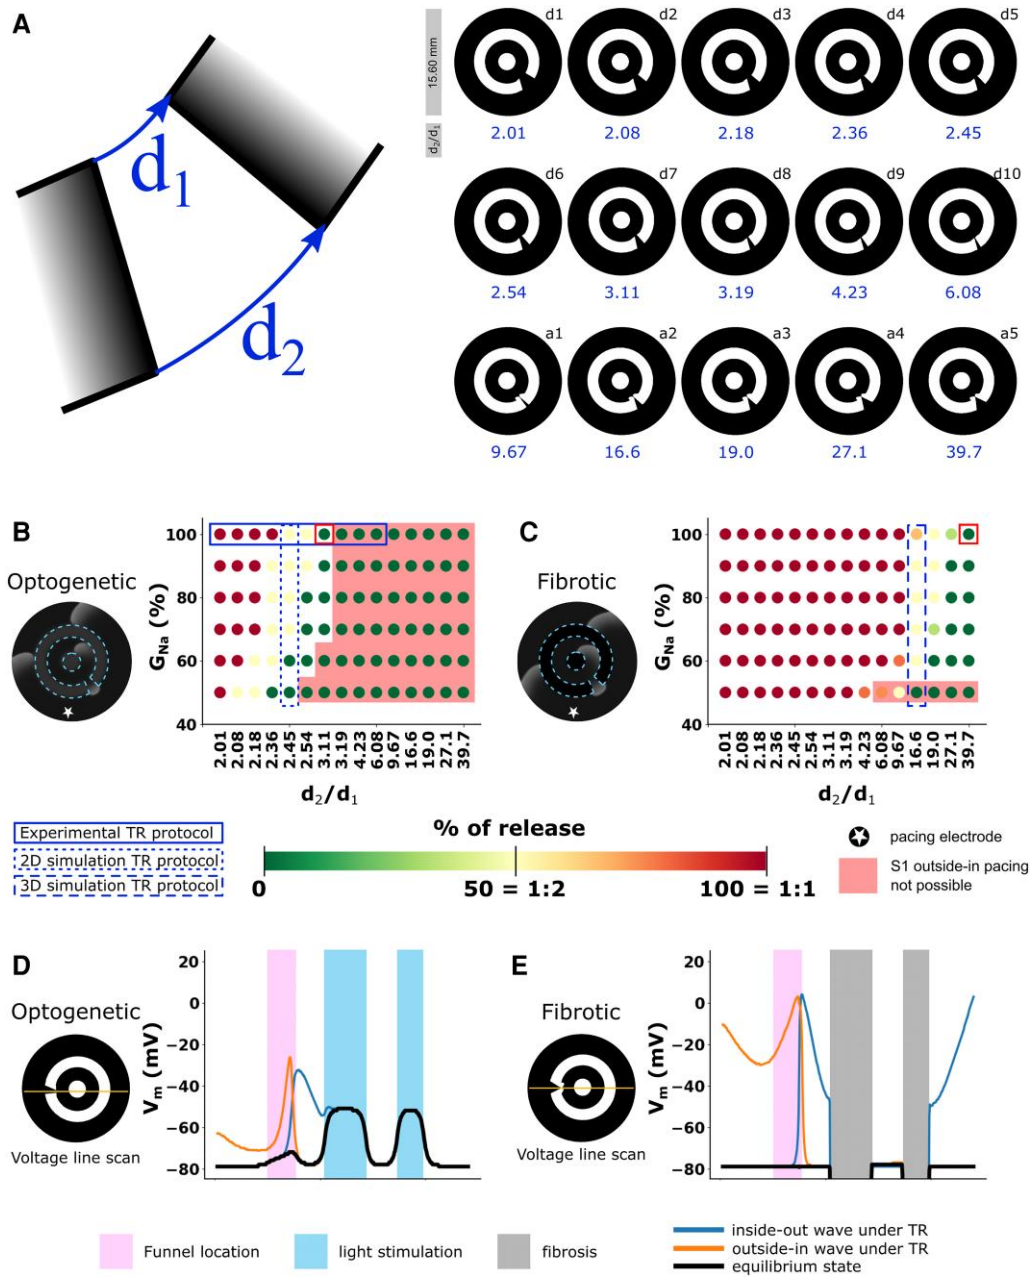 A
d1
d2
15.60 mm
d2/d1
d1 d2 d3 d4 d5
2.01 2.08 2.18 2.36 2.45
d6 d7 d8 d9 d10
2.54 3.11 3.19 4.23 6.08
a1 a2 a3 a4 a5
9.67 16.6 19.0 27.1 39.7
B
Optogenetic
GNa (%)
100
80
60
40
2.01 2.08 2.18 2.36 2.45 2.54 3.11 3.19 4.23 6.08 9.67 16.6 19.0 27.1 39.7
d2/d1
C
Fibrotic
GNa (%)
100
80
60
40
2.01 2.08 2.18 2.36 2.45 2.54 3.11 3.19 4.23 6.08 9.67 16.6 19.0 27.1 39.7
d2/d1
Experimental TR protocol
2D simulation TR protocol
3D simulation TR protocol
% of release
0 50 = 1:2 100 = 1:1
pacing electrode
S1 outside-in pacing
not possible
D
Optogenetic
Voltage line scan
Vm (mV)
20
0
−20
−40
−60
−80
E
Fibrotic
Voltage line scan
Vm (mV)
20
0
−20
−40
−60
−80
Funnel location
light stimulation
fibrosis
inside-out wave under TR
outside-in wave under TR
equilibrium state